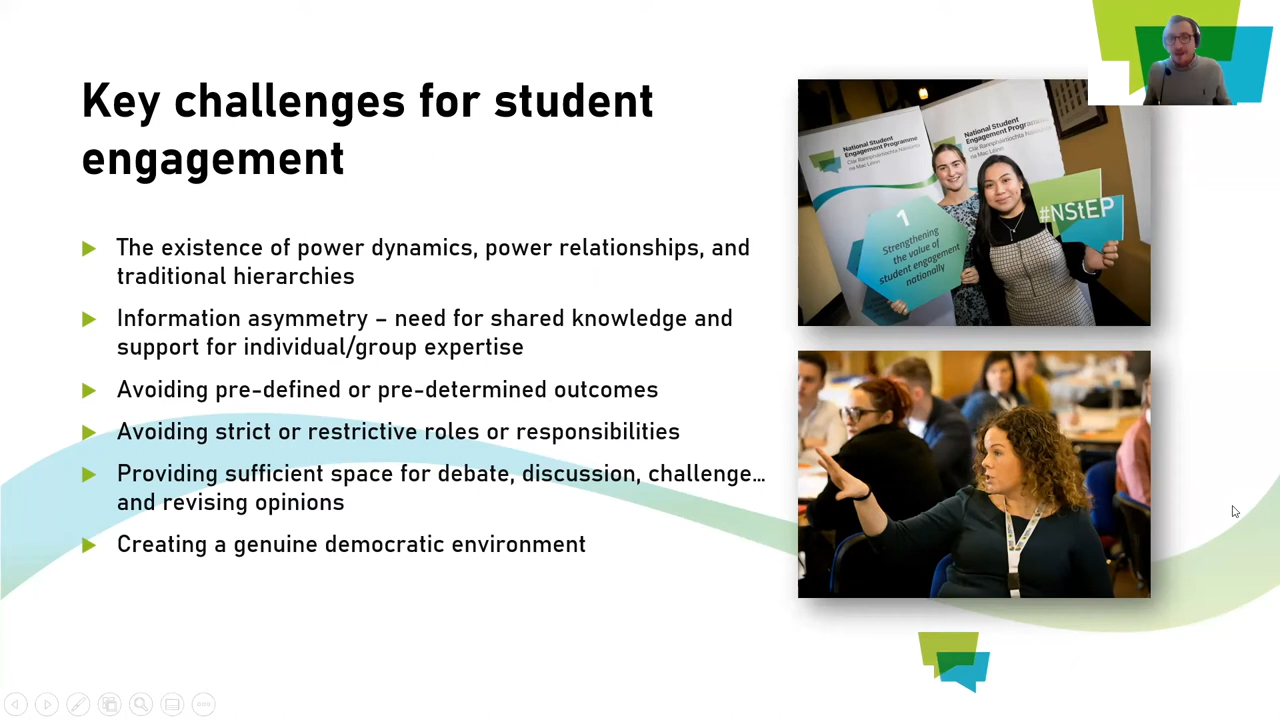 Key challenges for student
engagement
The existence of power dynamics, power relationships, and
traditional hierarchies
Information asymmetry – need for shared knowledge and
support for individual/group expertise
Avoiding pre-defined or pre-determined outcomes
Avoiding strict or restrictive roles or responsibilities
Providing sufficient space for debate, discussion, challenge...
and revising opinions
Creating a genuine democratic environment
National Student
Engagement Programme
Clár Rannpháirtíochta Náisiúnta
na Mac Léinn
National Student
Engagement Programme
Clár Rannpháirtíochta Náisiúnta
na Mac Léinn
1
Strengthening
the value of
student engagement
nationally
#NStEP